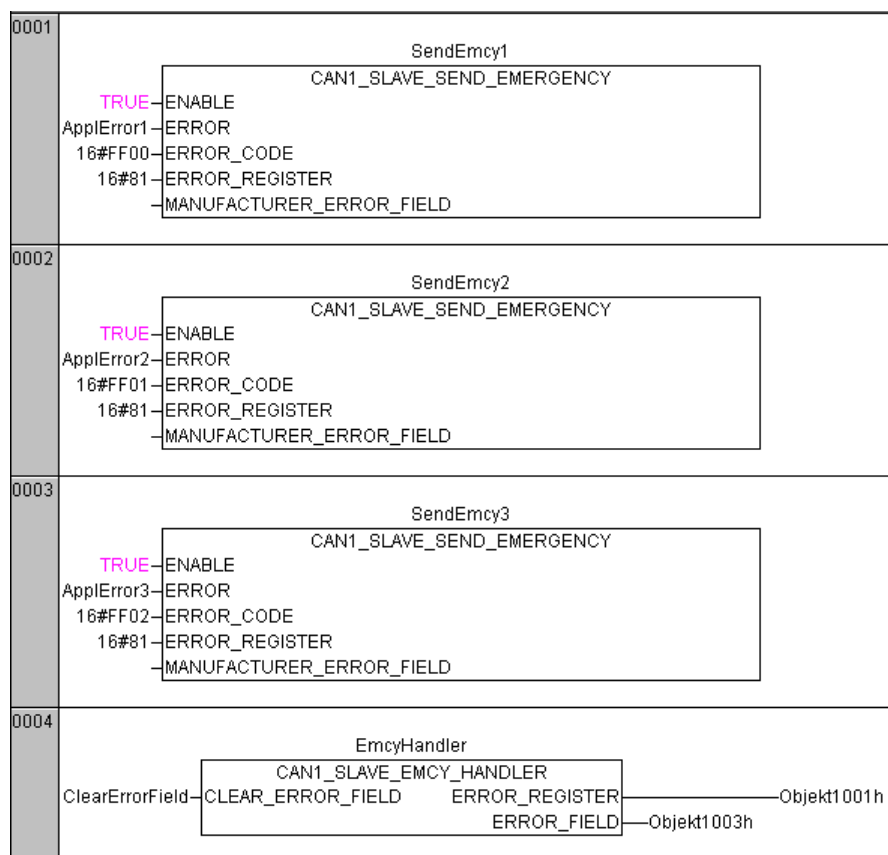 0001
SendEmcy1
CAN1_SLAVE_SEND_EMERGENCY
TRUE ENABLE
ApplError1 ERROR
16#FF00 ERROR_CODE
16#81 ERROR_REGISTER
MANUFACTURER_ERROR_FIELD
0002
SendEmcy2
CAN1_SLAVE_SEND_EMERGENCY
TRUE ENABLE
ApplError2 ERROR
16#FF01 ERROR_CODE
16#81 ERROR_REGISTER
MANUFACTURER_ERROR_FIELD
0003
SendEmcy3
CAN1_SLAVE_SEND_EMERGENCY
TRUE ENABLE
ApplError3 ERROR
16#FF02 ERROR_CODE
16#81 ERROR_REGISTER
MANUFACTURER_ERROR_FIELD
0004
EmcyHandler
CAN1_SLAVE_EMCY_HANDLER
ClearErrorField CLEAR_ERROR_FIELD ERROR_REGISTER Objekt1001h
ERROR_FIELD Objekt1003h